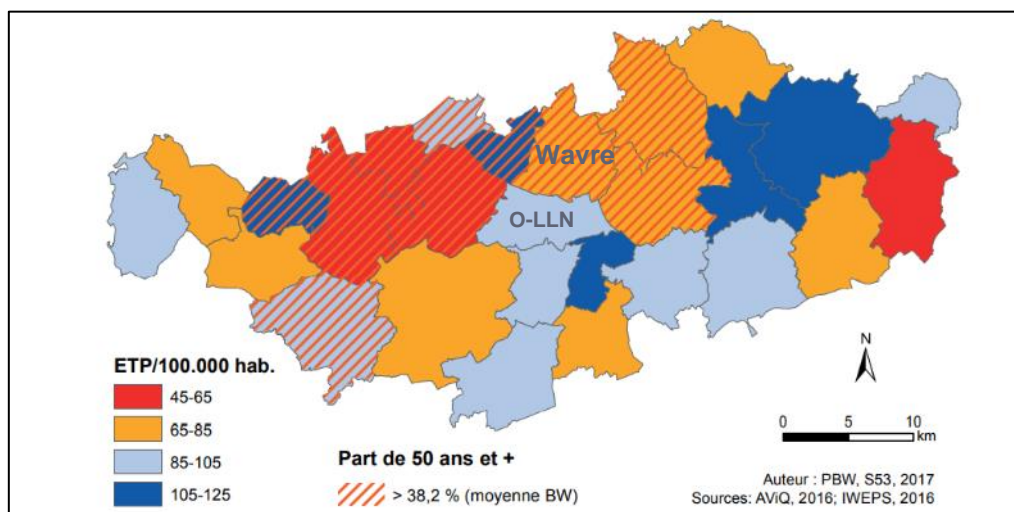 Wavre
O-LLN
N
ETP/100.000 hab.
45-65
65-85
85-105
105-125
Part de 50 ans et +
> 38,2 % (moyenne BW)
0 5 10
km
Auteur : PBW, S53, 2017
Sources: AViQ, 2016; IWEPS, 2016